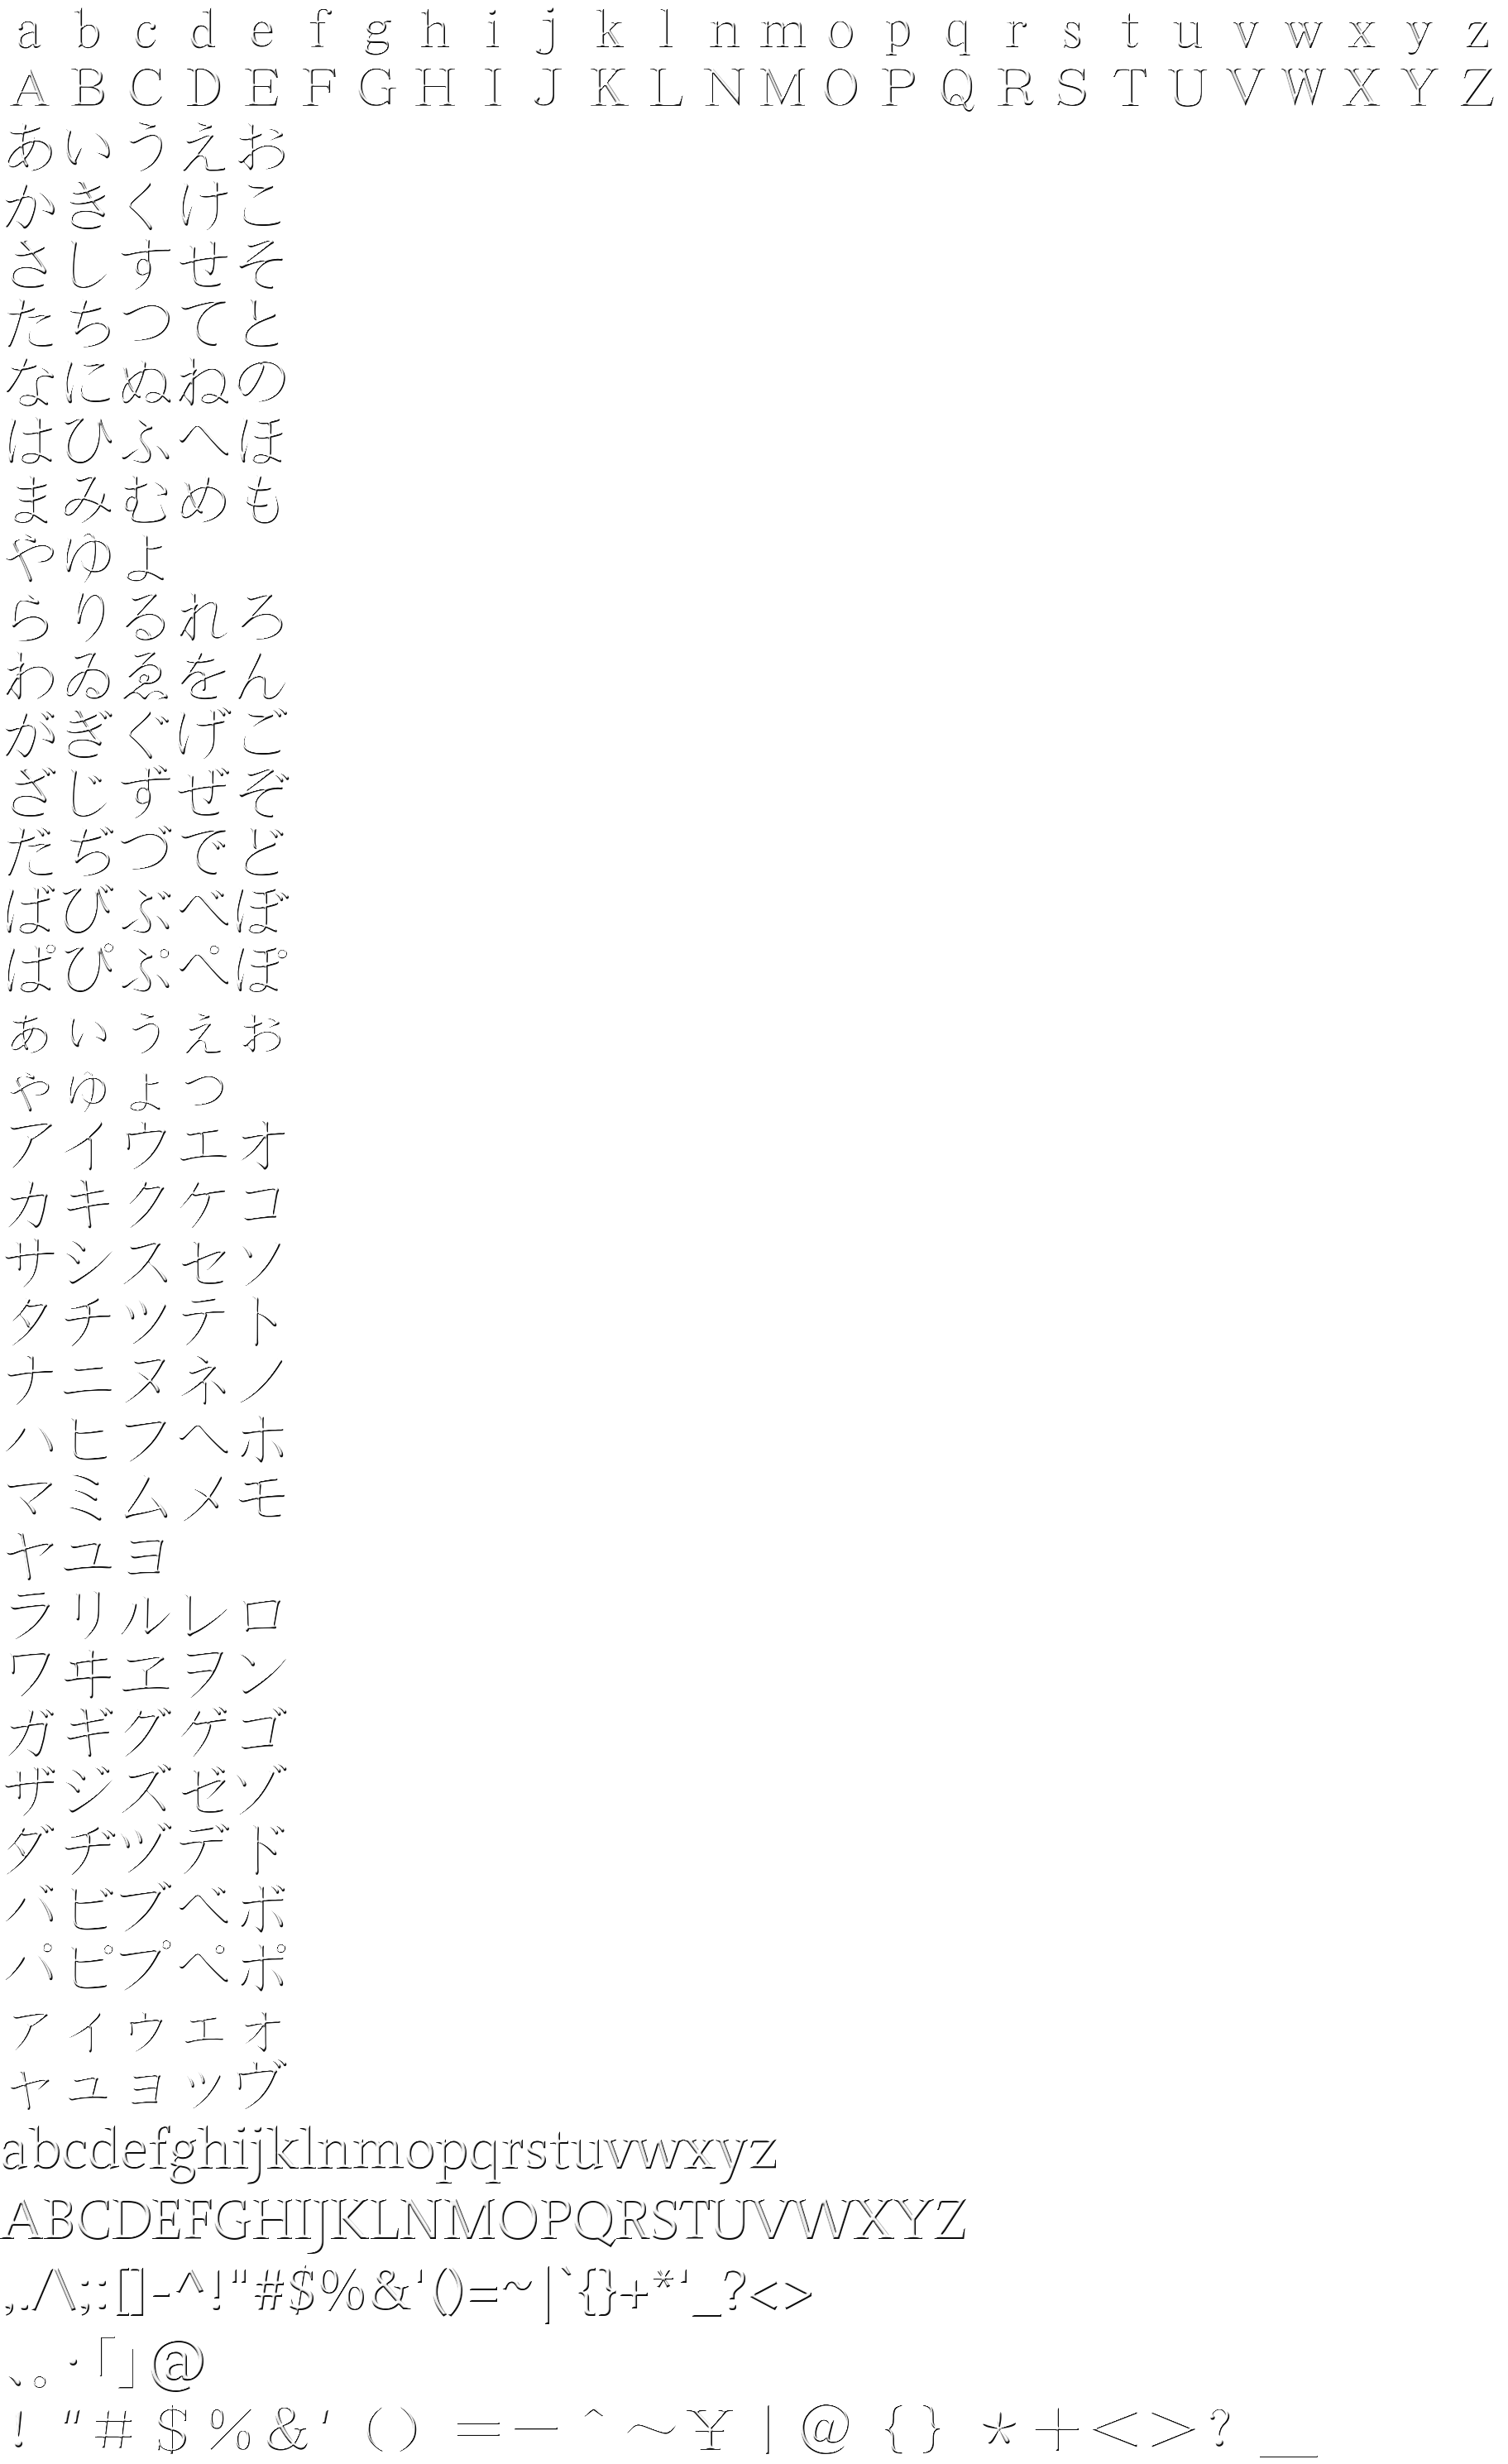 ａｂｃｄｅｆｇｈｉｊｋｌｎｍｏｐｑｒｓｔｕｖｗｘｙｚ
ＡＢＣＤＥＦＧＨＩＪＫＬＮＭＯＰＱＲＳＴＵＶＷＸＹＺ
あいうえお
かきくけこ
さしすせそ
たちつてと
なにぬねの
はひふへほ
まみむめも
やゆよ
らりるれろ
わゐゑをん
がぎぐげご
ざじずぜぞ
だぢづでど
ばびぶべぼ
ぱぴぷぺぽ
ぁぃぅぇぉ
ゃゅょっ
アイウエオ
カキクケコ
サシスセソ
タチツテト
ナニヌネノ
ハヒフヘホ
マミムメモ
ヤユヨ
ラリルレロ
ワヰヱヲン
ガギグゲゴ
ザジズゼゾ
ダヂヅデド
バビブベボ
パピプペポ
ァィゥェォ
ャュョッヴ
abcdefghijklnmopqrstuvwxyz
ABCDEFGHIJKLNMOPQRSTUVWXYZ
,./\;:[]-^!"#$%&'()=~|`{}+*'_?<>
、。・「」@
！＂＃＄％＆＇（）＝－＾～￥｜＠｛｝＊＋＜＞？＿